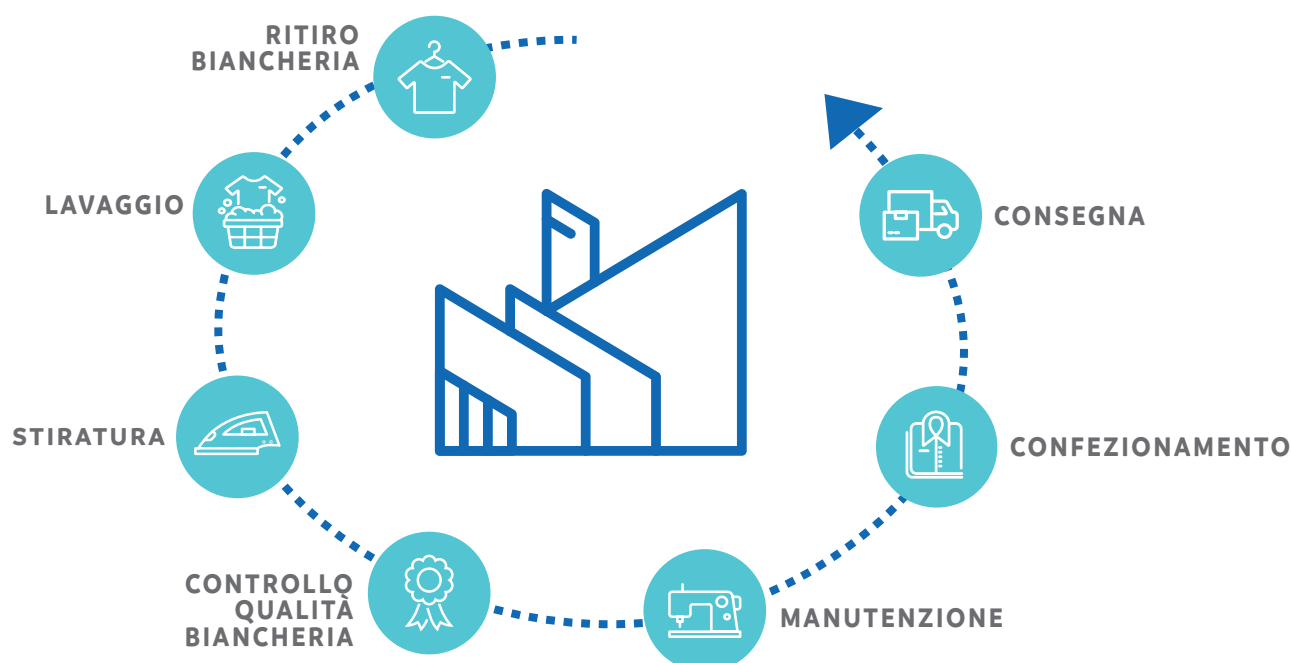 RITIRO
BIANCHERIA
LAVAGGIO
STIRATURA
CONTROLLO
QUALITÀ
BIANCHERIA
MANUTENZIONE
CONFEZIONAMENTO
CONSEGNA